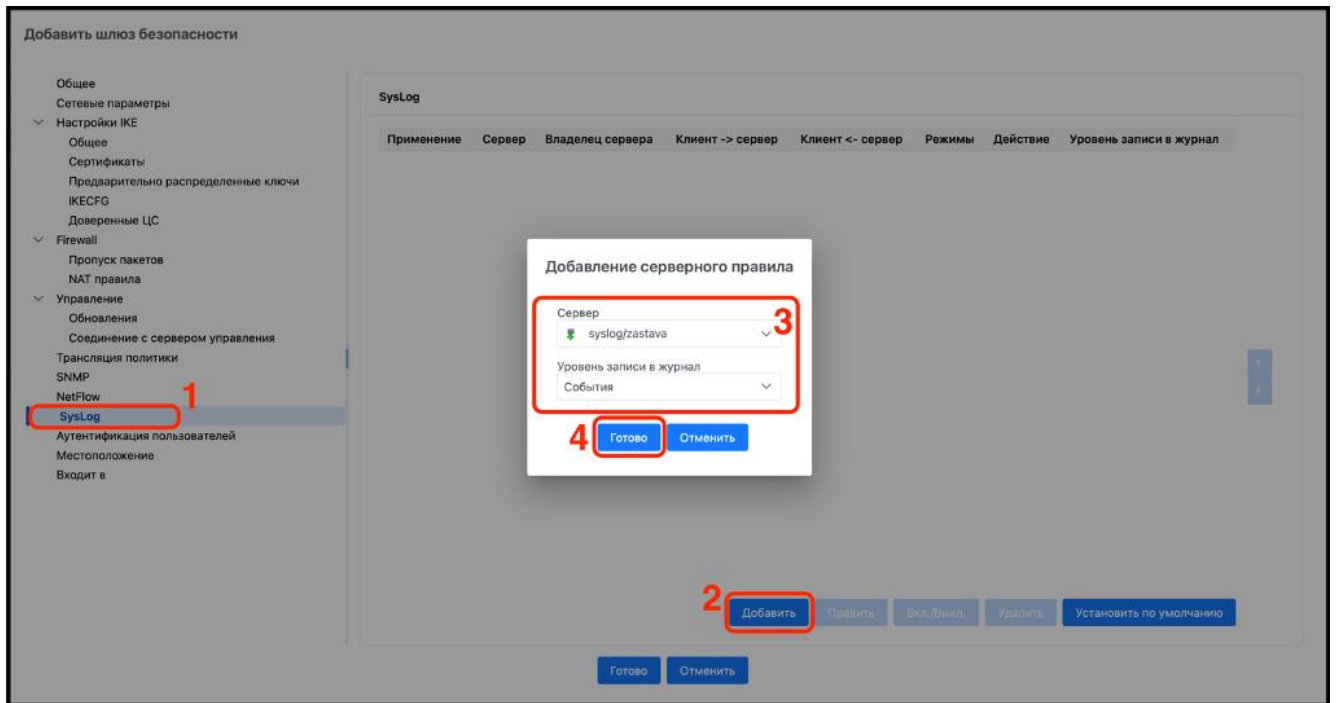 Добавить шлюз безопасности
Общее
Сетевые параметры
Настройки IKE
Общее
Сертификаты
Предварительно распределенные ключи
IKECFG
Доверенные ЦС
Firewall
Пропуск пакетов
NAT правила
Управление
Обновления
Соединение с сервером управления
Трансляция политики
SNMP
NetFlow
1
SysLog
Аутентификация пользователей
Местоположение
Входит в
SysLog
Применение Сервер Владелец сервера Клиент -> сервер Клиент <- сервер Режимы Действие Уровень записи в журнал
Добавление серверного правила
Сервер
syslog/zastava
3
Уровень записи в журнал
События
4 Готово Отменить
2 Добавить Править Вкл./Выкл. Удалить Установить по умолчанию
Готово Отменить